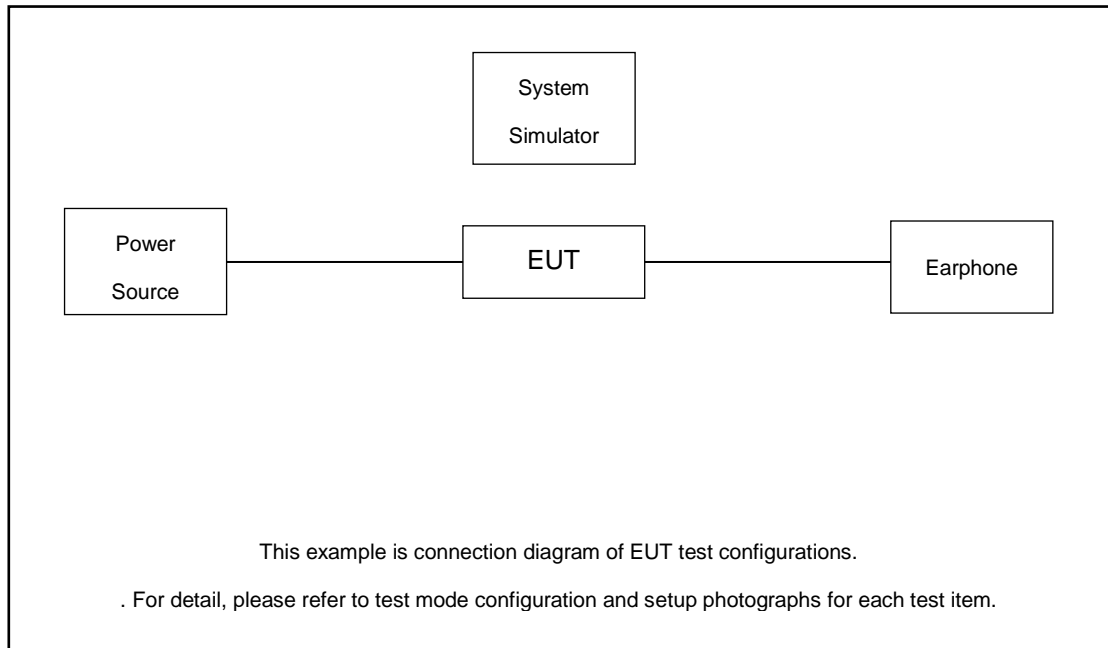 System
Simulator
Power
Source
EUT
Earphone
This example is connection diagram of EUT test configurations.
. For detail, please refer to test mode configuration and setup photographs for each test item.